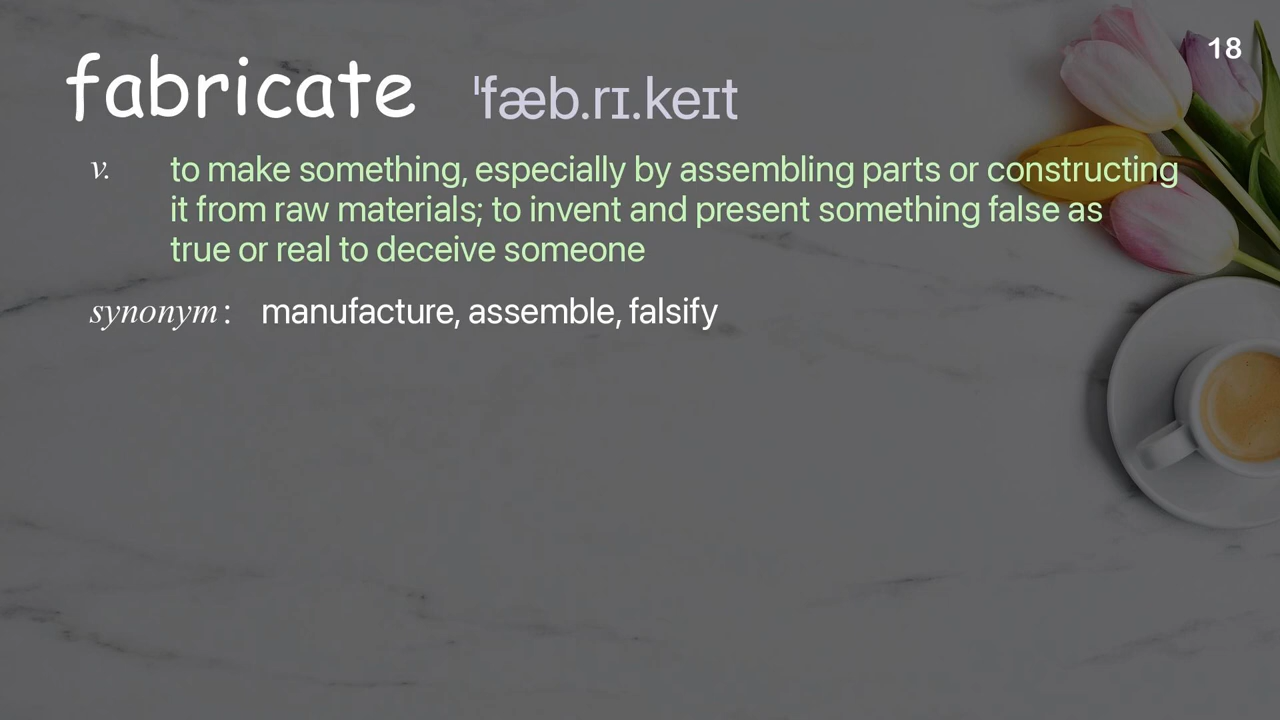 18
fabricate ˈfæb.rɪ.keɪt
v. to make something, especially by assembling parts or constructing
it from raw materials; to invent and present something false as
true or real to deceive someone
synonym : manufacture, assemble, falsify